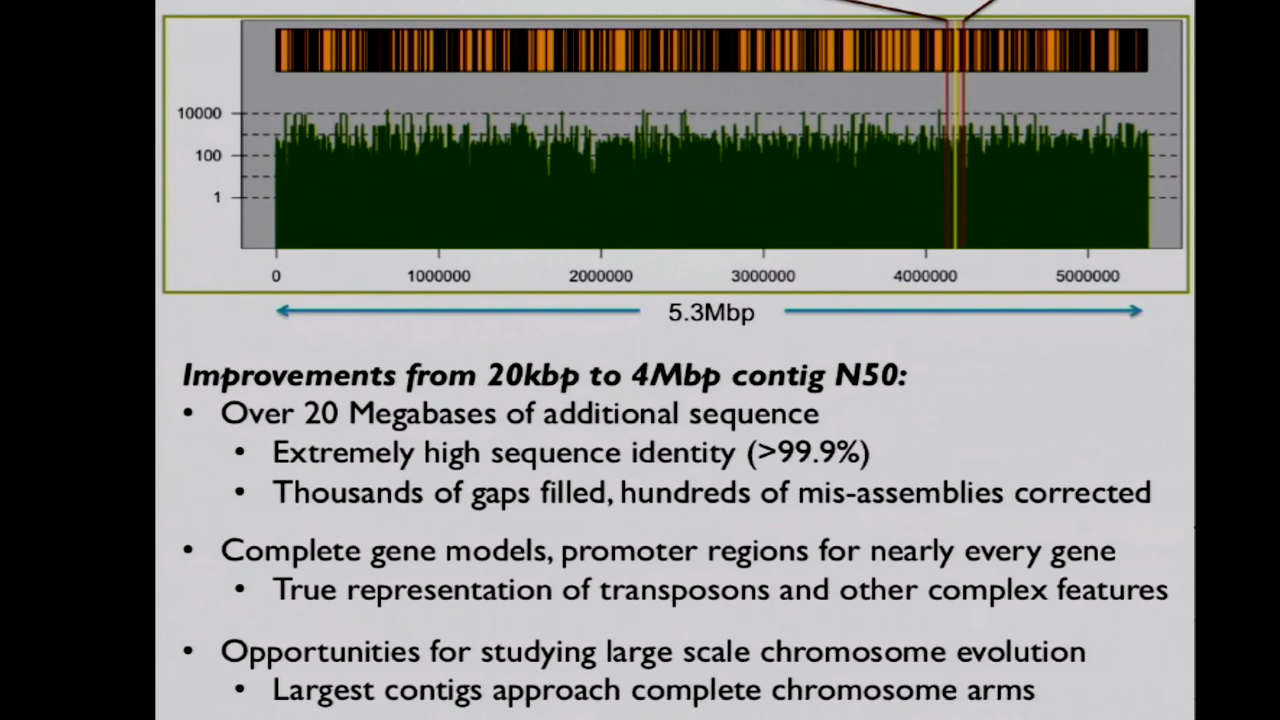 10000
100
1
0 1000000 2000000 3000000 4000000 5000000
5.3Mbp
Improvements from 20kbp to 4Mbp contig N50:
• Over 20 Megabases of additional sequence
• Extremely high sequence identity (>99.9%)
• Thousands of gaps filled, hundreds of mis-assemblies corrected
• Complete gene models, promoter regions for nearly every gene
• True representation of transposons and other complex features
• Opportunities for studying large scale chromosome evolution
• Largest contigs approach complete chromosome arms